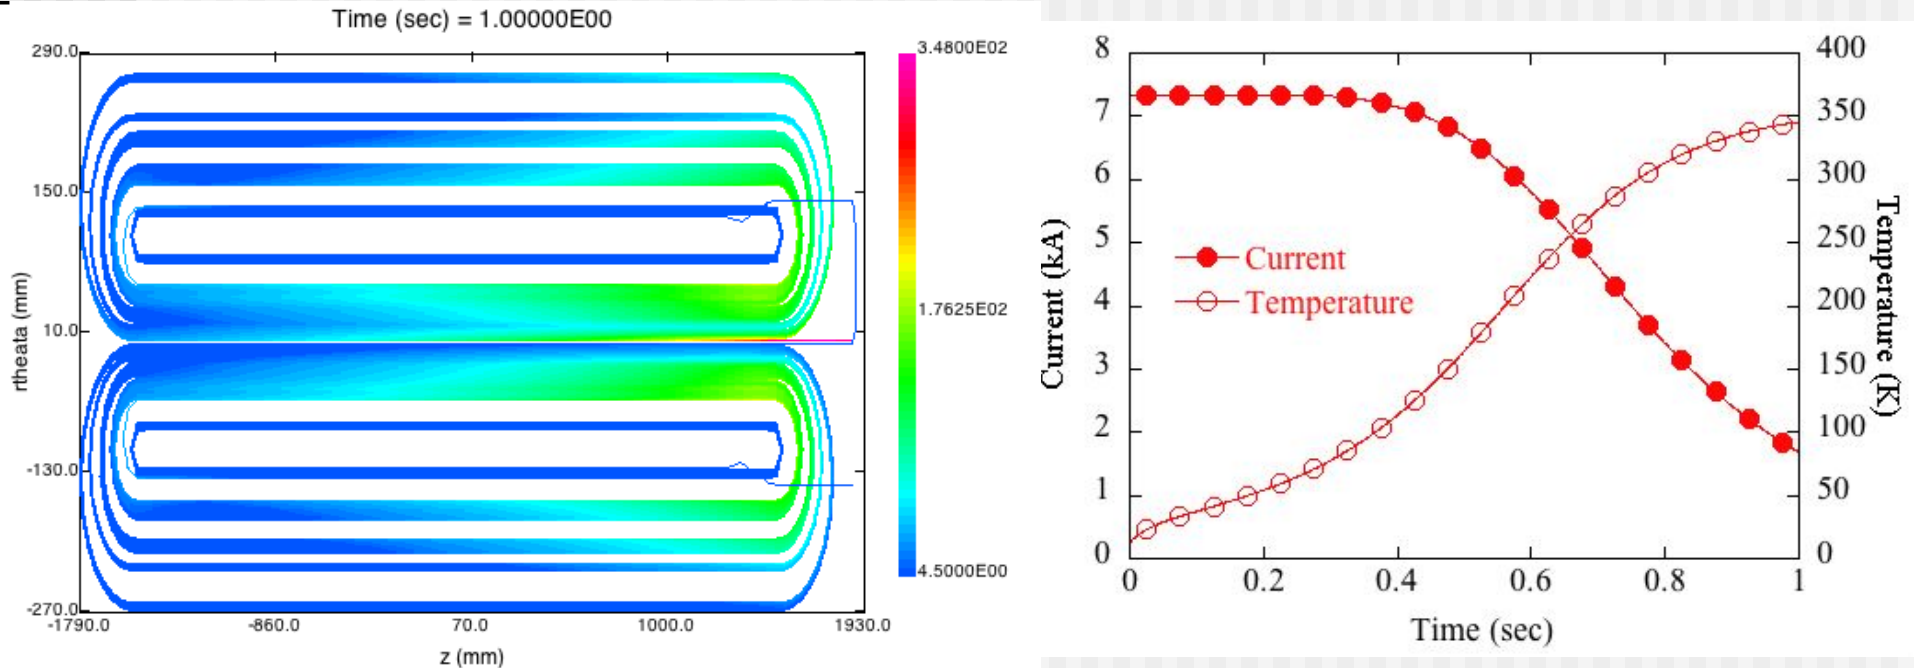 Time (sec) = 1.00000E00
290.0
150.0
10.0
-130.0
-270.0
rtheata (mm)
-1790.0 -860.0 70.0 1000.0 1930.0
z (mm)
3.4800E02
1.7625E02
4.5000E00
8
7
6
5
4
3
2
1
0
Current (kA)
Current
Temperature
400
350
300
250
200
150
100
50
0
Temperature (K)
0 0.2 0.4 0.6 0.8 1
Time (sec)